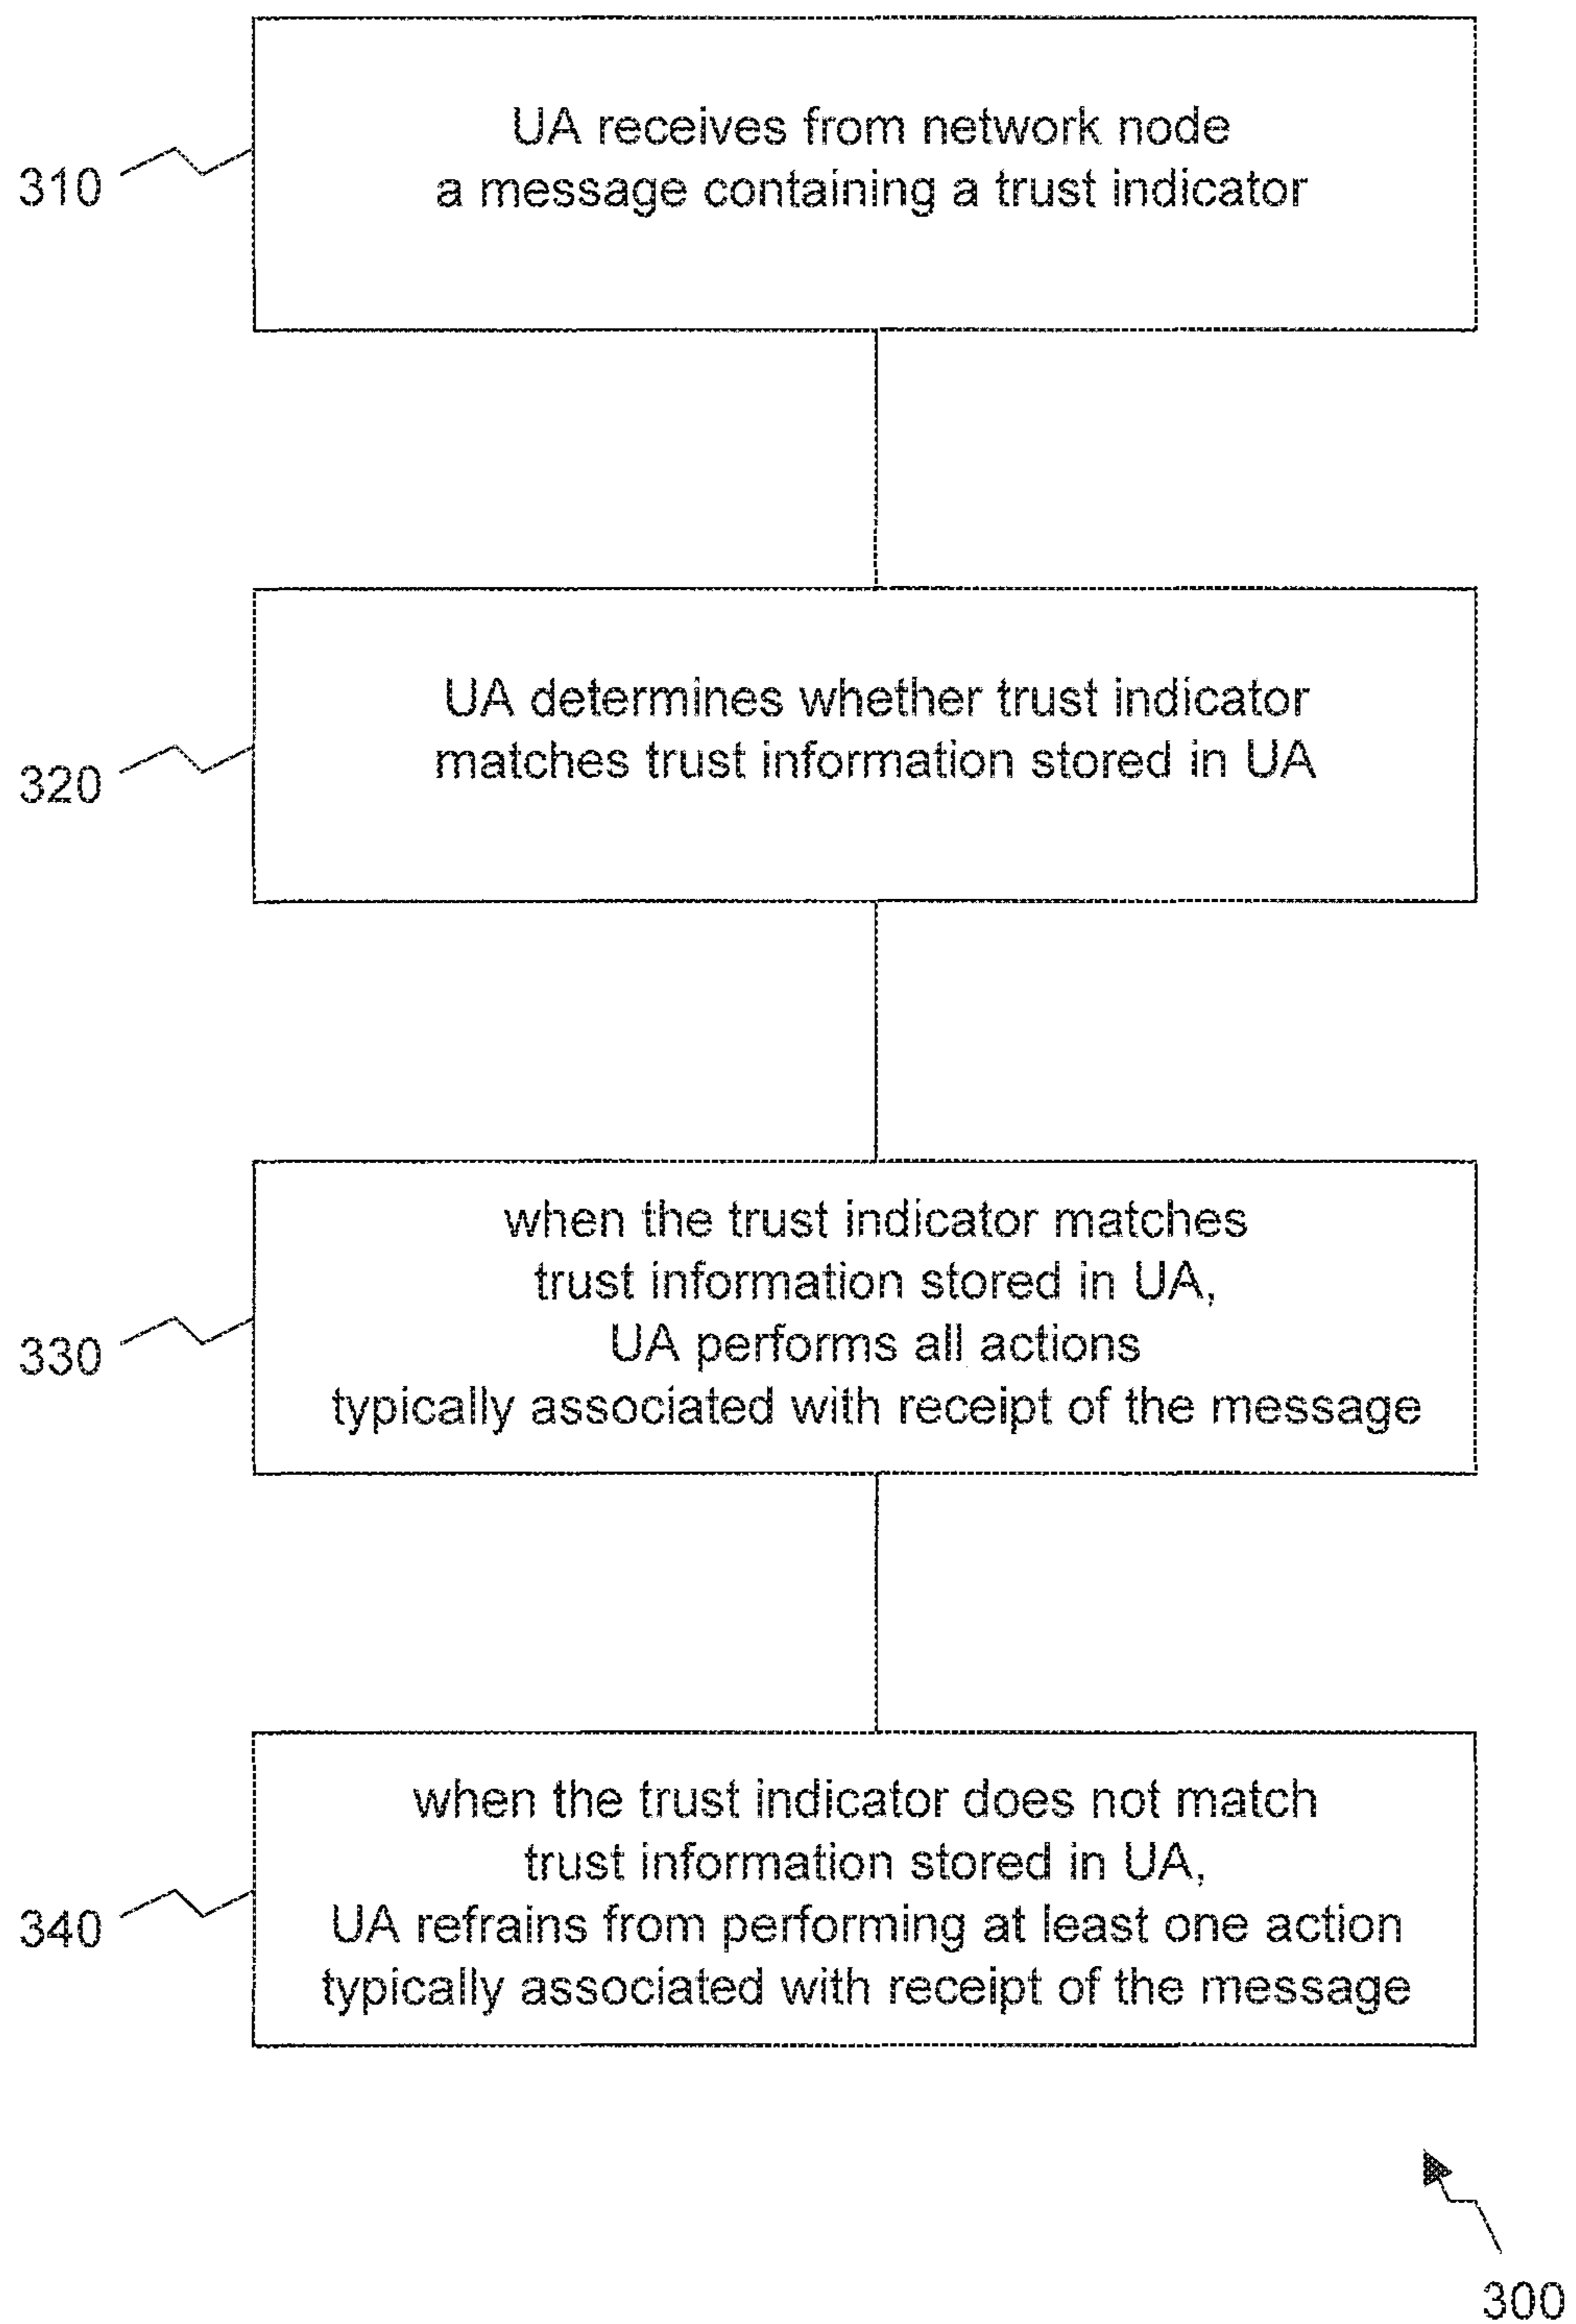 UA receives from network node
a message containing a trust indicator
310
UA determines whether trust indicator
matches trust information stored in UA
320
when the trust indicator matches
trust information stored in UA,
UA performs all actions
typically associated with receipt of the message
330
when the trust indicator does not match
trust information stored in UA,
UA refrains from performing at least one action
typically associated with receipt of the message
340
300